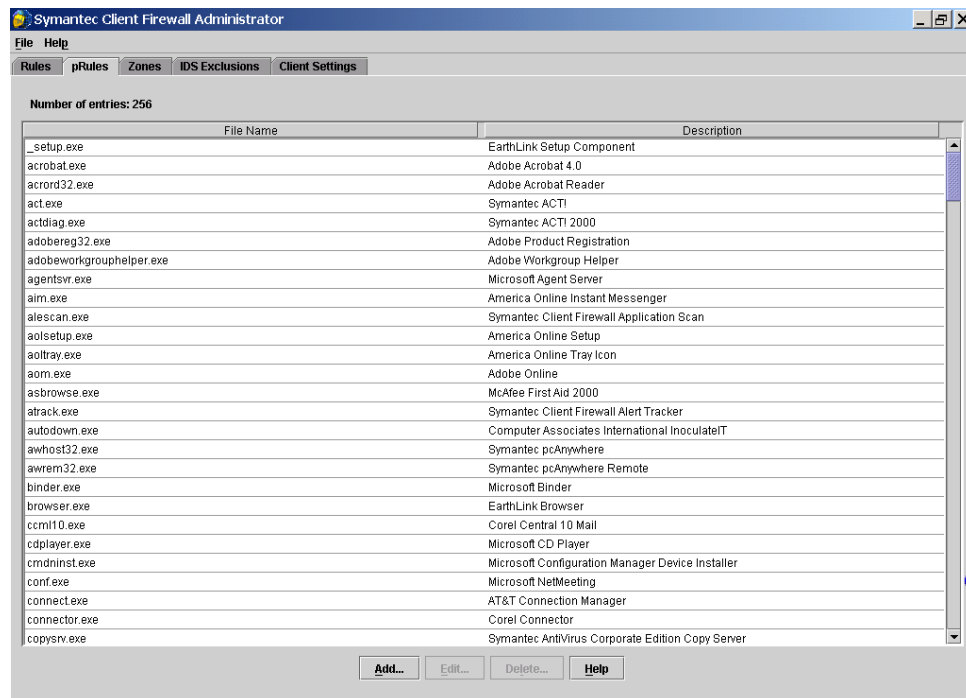 Symantec Client Firewall Administrator
File Help
Rules pRules Zones IDS Exclusions Client Settings
Number of entries: 256
File Name Description
_setup.exe EarthLink Setup Component
acrobat.exe Adobe Acrobat 4.0
acrord32.exe Adobe Acrobat Reader
act.exe Symantec ACT!
actdiag.exe Symantec ACT! 2000
adobereg32.exe Adobe Product Registration
adobeworkgrouphelper.exe Adobe Workgroup Helper
agentsvr.exe Microsoft Agent Server
aim.exe America Online Instant Messenger
alescan.exe Symantec Client Firewall Application Scan
aolsetup.exe America Online Setup
aoltray.exe America Online Tray Icon
aom.exe Adobe Online
asbrowse.exe McAfee First Aid 2000
atrack.exe Symantec Client Firewall Alert Tracker
autodown.exe Computer Associates International InoculateIT
awhost32.exe Symantec pcAnywhere
awrem32.exe Symantec pcAnywhere Remote
binder.exe Microsoft Binder
browser.exe EarthLink Browser
ccml10.exe Corel Central 10 Mail
cdplayer.exe Microsoft CD Player
cmdninst.exe Microsoft Configuration Manager Device Installer
conf.exe Microsoft NetMeeting
connect.exe AT&T Connection Manager
connector.exe Corel Connector
copysrv.exe Symantec AntiVirus Corporate Edition Copy Server
Add... Edit... Delete... Help